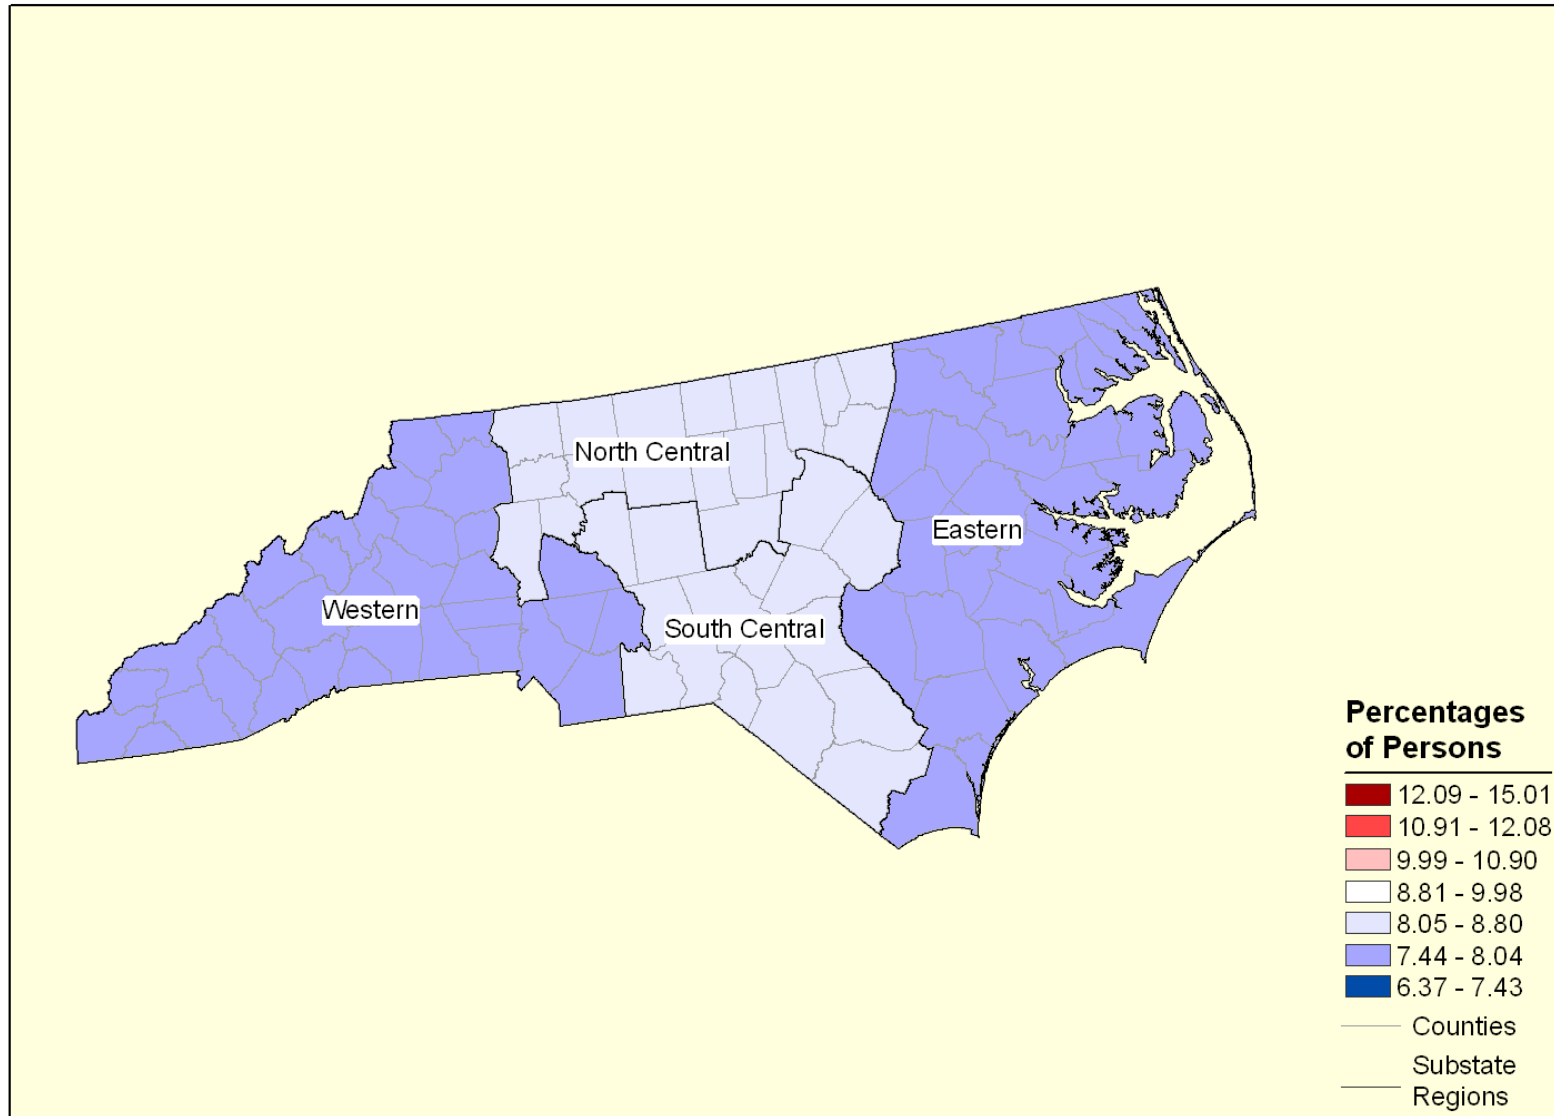 North Central
Eastern
Western
South Central
Percentages
of Persons
12.09 - 15.01
10.91 - 12.08
9.99 - 10.90
8.81 - 9.98
8.05 - 8.80
7.44 - 8.04
6.37 - 7.43
Counties
Substate
Regions